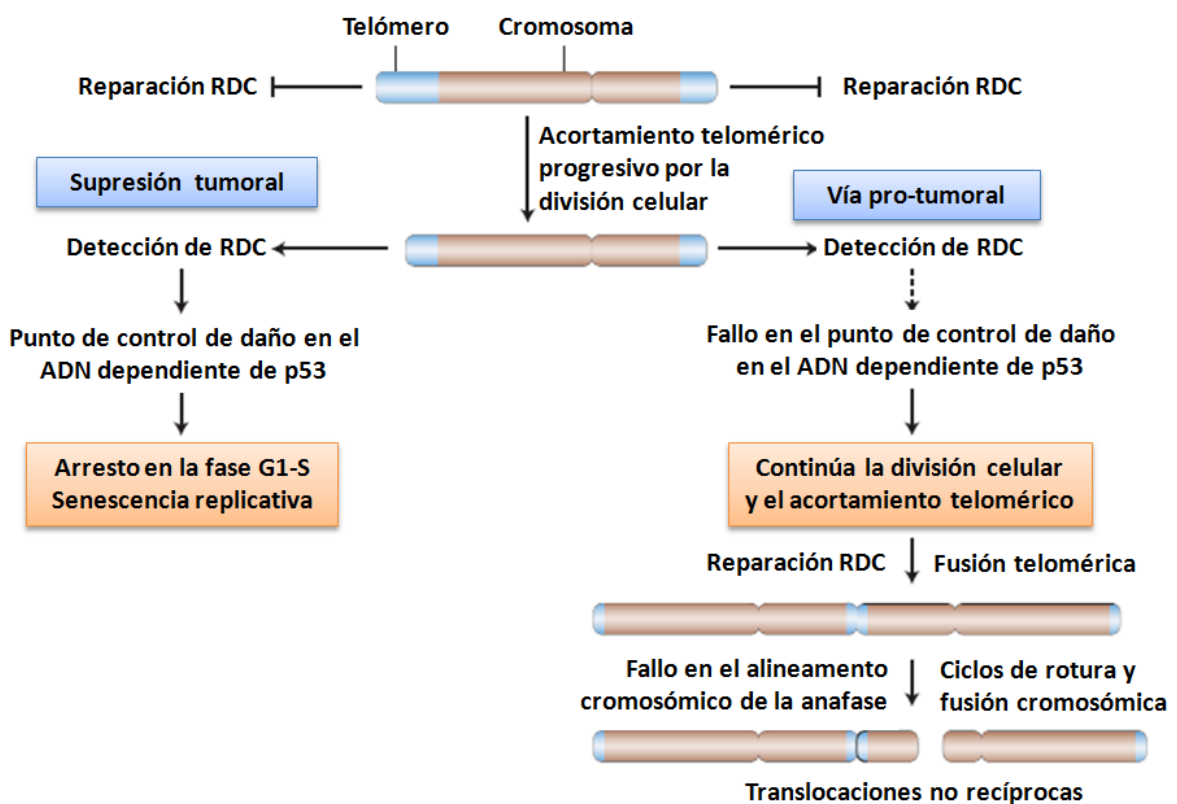 Telómero
Cromosoma
Reparación RDC
Reparación RDC
Acortamiento telomérico
progresivo por la
división celular
Supresión tumoral
Vía pro-tumoral
Detección de RDC
Detección de RDC
Punto de control de daño en el
ADN dependiente de p53
Fallo en el punto de control de daño
en el ADN dependiente de p53
Arresto en la fase G1-S
Senescencia replicativa
Continúa la división celular
y el acortamiento telomérico
Reparación RDC
Fusión telomérica
Fallo en el alineamento
cromosómico de la anafase
Ciclos de rotura y
fusión cromosómica
Translocaciones no recíprocas